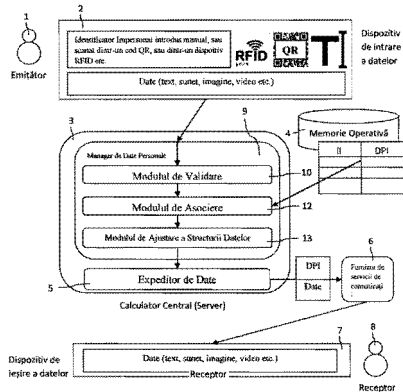 1
2
Emițător
Identificator Impersonal introdus manual, sau
scanat dintr-un cod QR, sau dintr-un dispozitiv
RFID etc.
RFID
QR
T
Dispozitiv
de intrare
a datelor
Date (text, sunet, imagine, video etc.)
3
9
4
Memorie Operativă
II
DPI
Manager de Date Personale
Modulul de Validare
10
Modulul de Asociere
12
Modulul de Ajustare a Structurii Datelor
13
5
Expeditor de Date
DPI
Date
6
Furnizor de
servicii de
comunicații
Calculator Central (Server)
7
8
Dispozitiv de
ieșire a datelor
Date (text, sunet, imagine, video etc.)
Receptor
Receptor